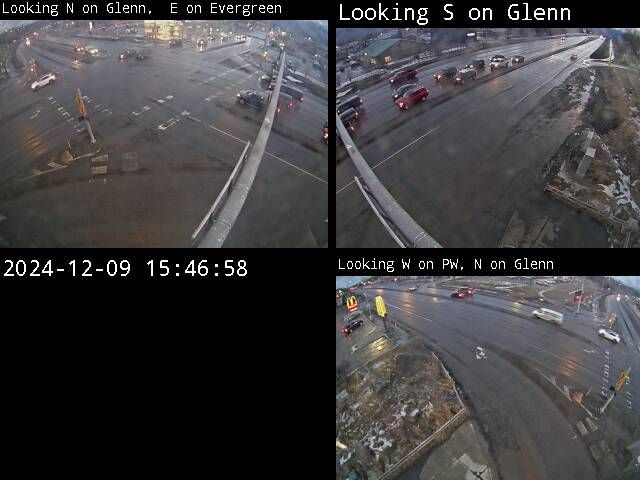 Looking N on Glenn,  E on Evergreen
Looking S on Glenn
2024-12-09 15:46:58
Looking W on PW, N on Glenn